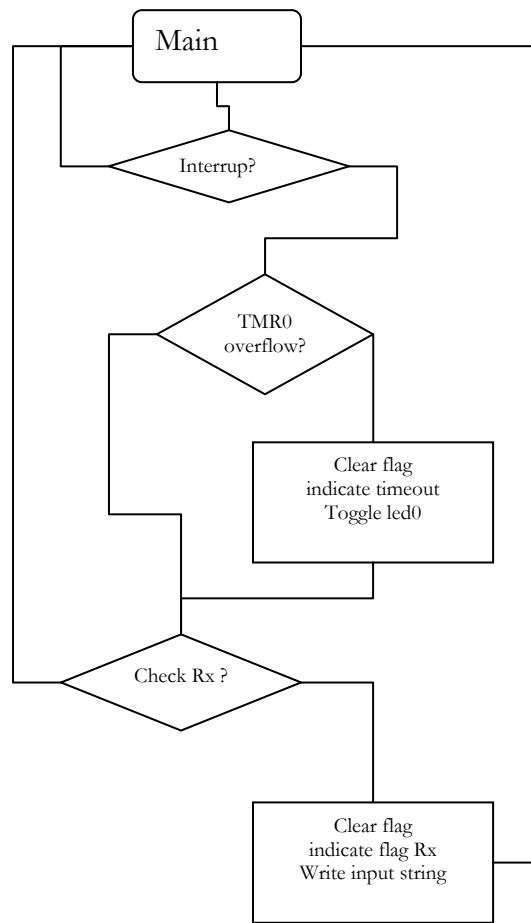 Main
Interrup?
TMR0
overflow?
Clear flag
indicate timeout
Toggle led0
Check Rx ?
Clear flag
indicate flag Rx
Write input string